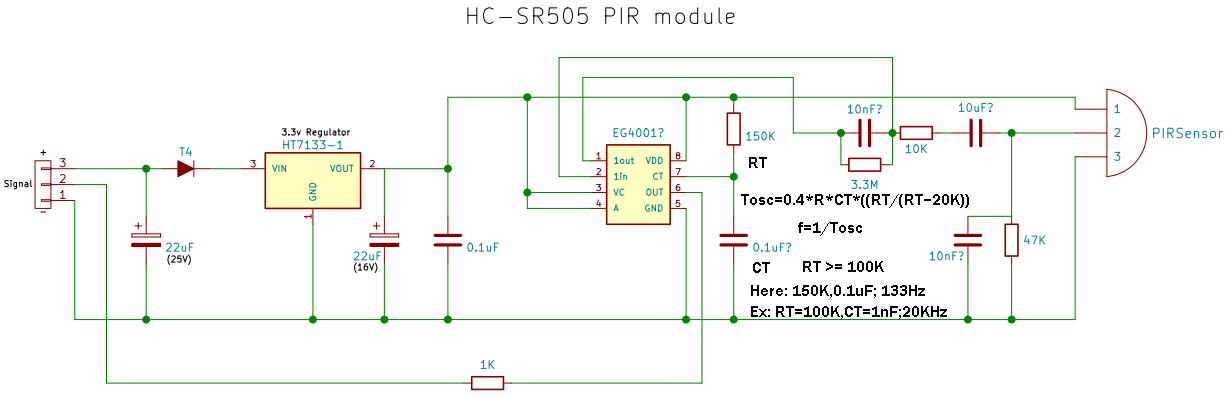 HC-SR505 PIR module
+
3
2
1
-
Signal
T4
+
22uF
(25V)
3.3v Regulator
HT7133-1
3
VIN
VOUT
2
GND
1
+
22uF
(16V)
0.1uF
EG4001?
1
1out
VDD
8
2
1in
CT
7
3
VC
OUT
6
4
A
GND
5
150K
RT
10nF?
3.3M
10K
10uF?
1
2
3
PIRSensor
Tosc=0.4*R*CT*((RT/(RT-20K))
f=1/Tosc
0.1uF?
CT RT >= 100K
Here: 150K,0.1uF; 133Hz
Ex: RT=100K,CT=1nF;20KHz
10nF?
47K
1K